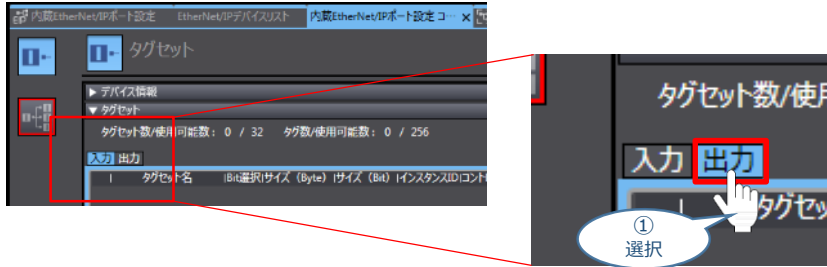 内蔵EtherNet/IPポート設定 EtherNet/IPデバイスリスト 内蔵EtherNet/IPポート設定 コ… ×
タグセット
▶ デバイス情報
▼ タグセット
タグセット数/使用可能数: 0 / 32 タグ数/使用可能数: 0 / 256
入力 出力
| タグセット名 |Bit選択|サイズ (Byte) |サイズ (Bit) |インスタンスID|コント
タグセット数/使用
入力 出力
| タグセッ
①
選択